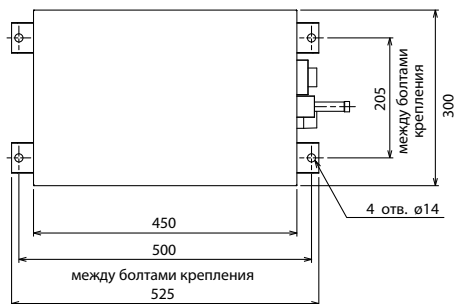 205
между болтами
крепления
300
4 отв. ø14
450
500
между болтами крепления
525